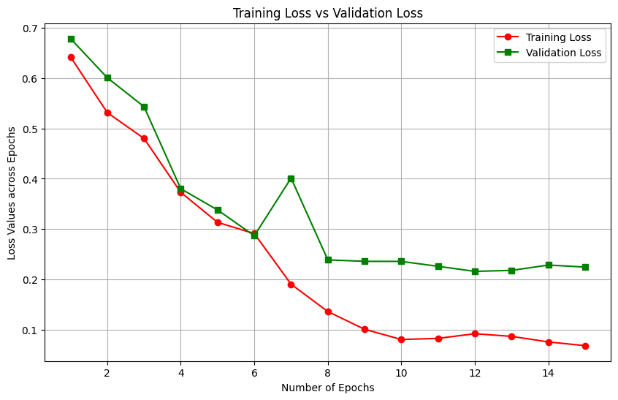 Training Loss vs Validation Loss
Training Loss
Validation Loss
Loss Values across Epochs
0.7
0.6
0.5
0.4
0.3
0.2
0.1
2 4 6 8 10 12 14
Number of Epochs